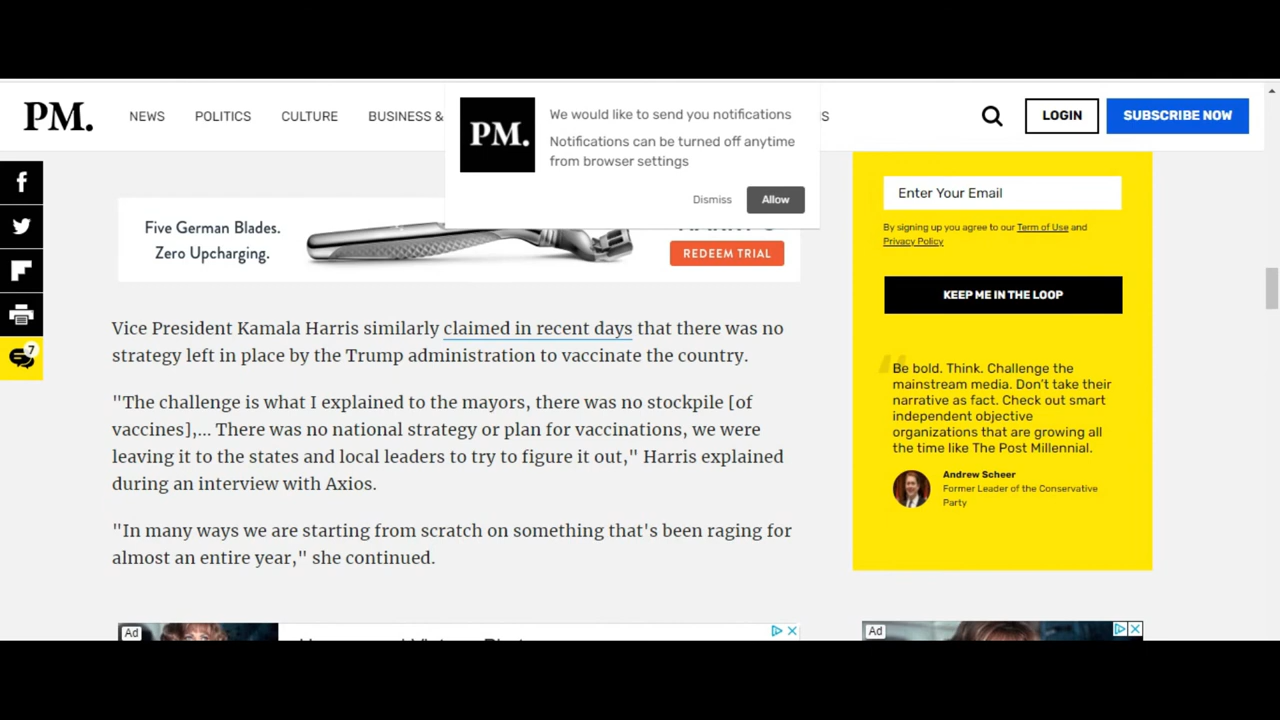 PM.
NEWS
POLITICS
CULTURE
BUSINESS &
S
PM.
We would like to send you notifications
Notifications can be turned off anytime
from browser settings
Dismiss
Allow
LOGIN
SUBSCRIBE NOW
7
Five German Blades.
Zero Upcharging.
REDEEM TRIAL
Vice President Kamala Harris similarly claimed in recent days that there was no
strategy left in place by the Trump administration to vaccinate the country.
"The challenge is what I explained to the mayors, there was no stockpile [of
vaccines],... There was no national strategy or plan for vaccinations, we were
leaving it to the states and local leaders to try to figure it out," Harris explained
during an interview with Axios.
"In many ways we are starting from scratch on something that's been raging for
almost an entire year," she continued.
Ad
Enter Your Email
By signing up you agree to our Term of Use and
Privacy Policy
KEEP ME IN THE LOOP
Be bold. Think. Challenge the
mainstream media. Don't take their
narrative as fact. Check out smart
independent objective
organizations that are growing all
the time like The Post Millennial.
Andrew Scheer
Former Leader of the Conservative
Party
Ad